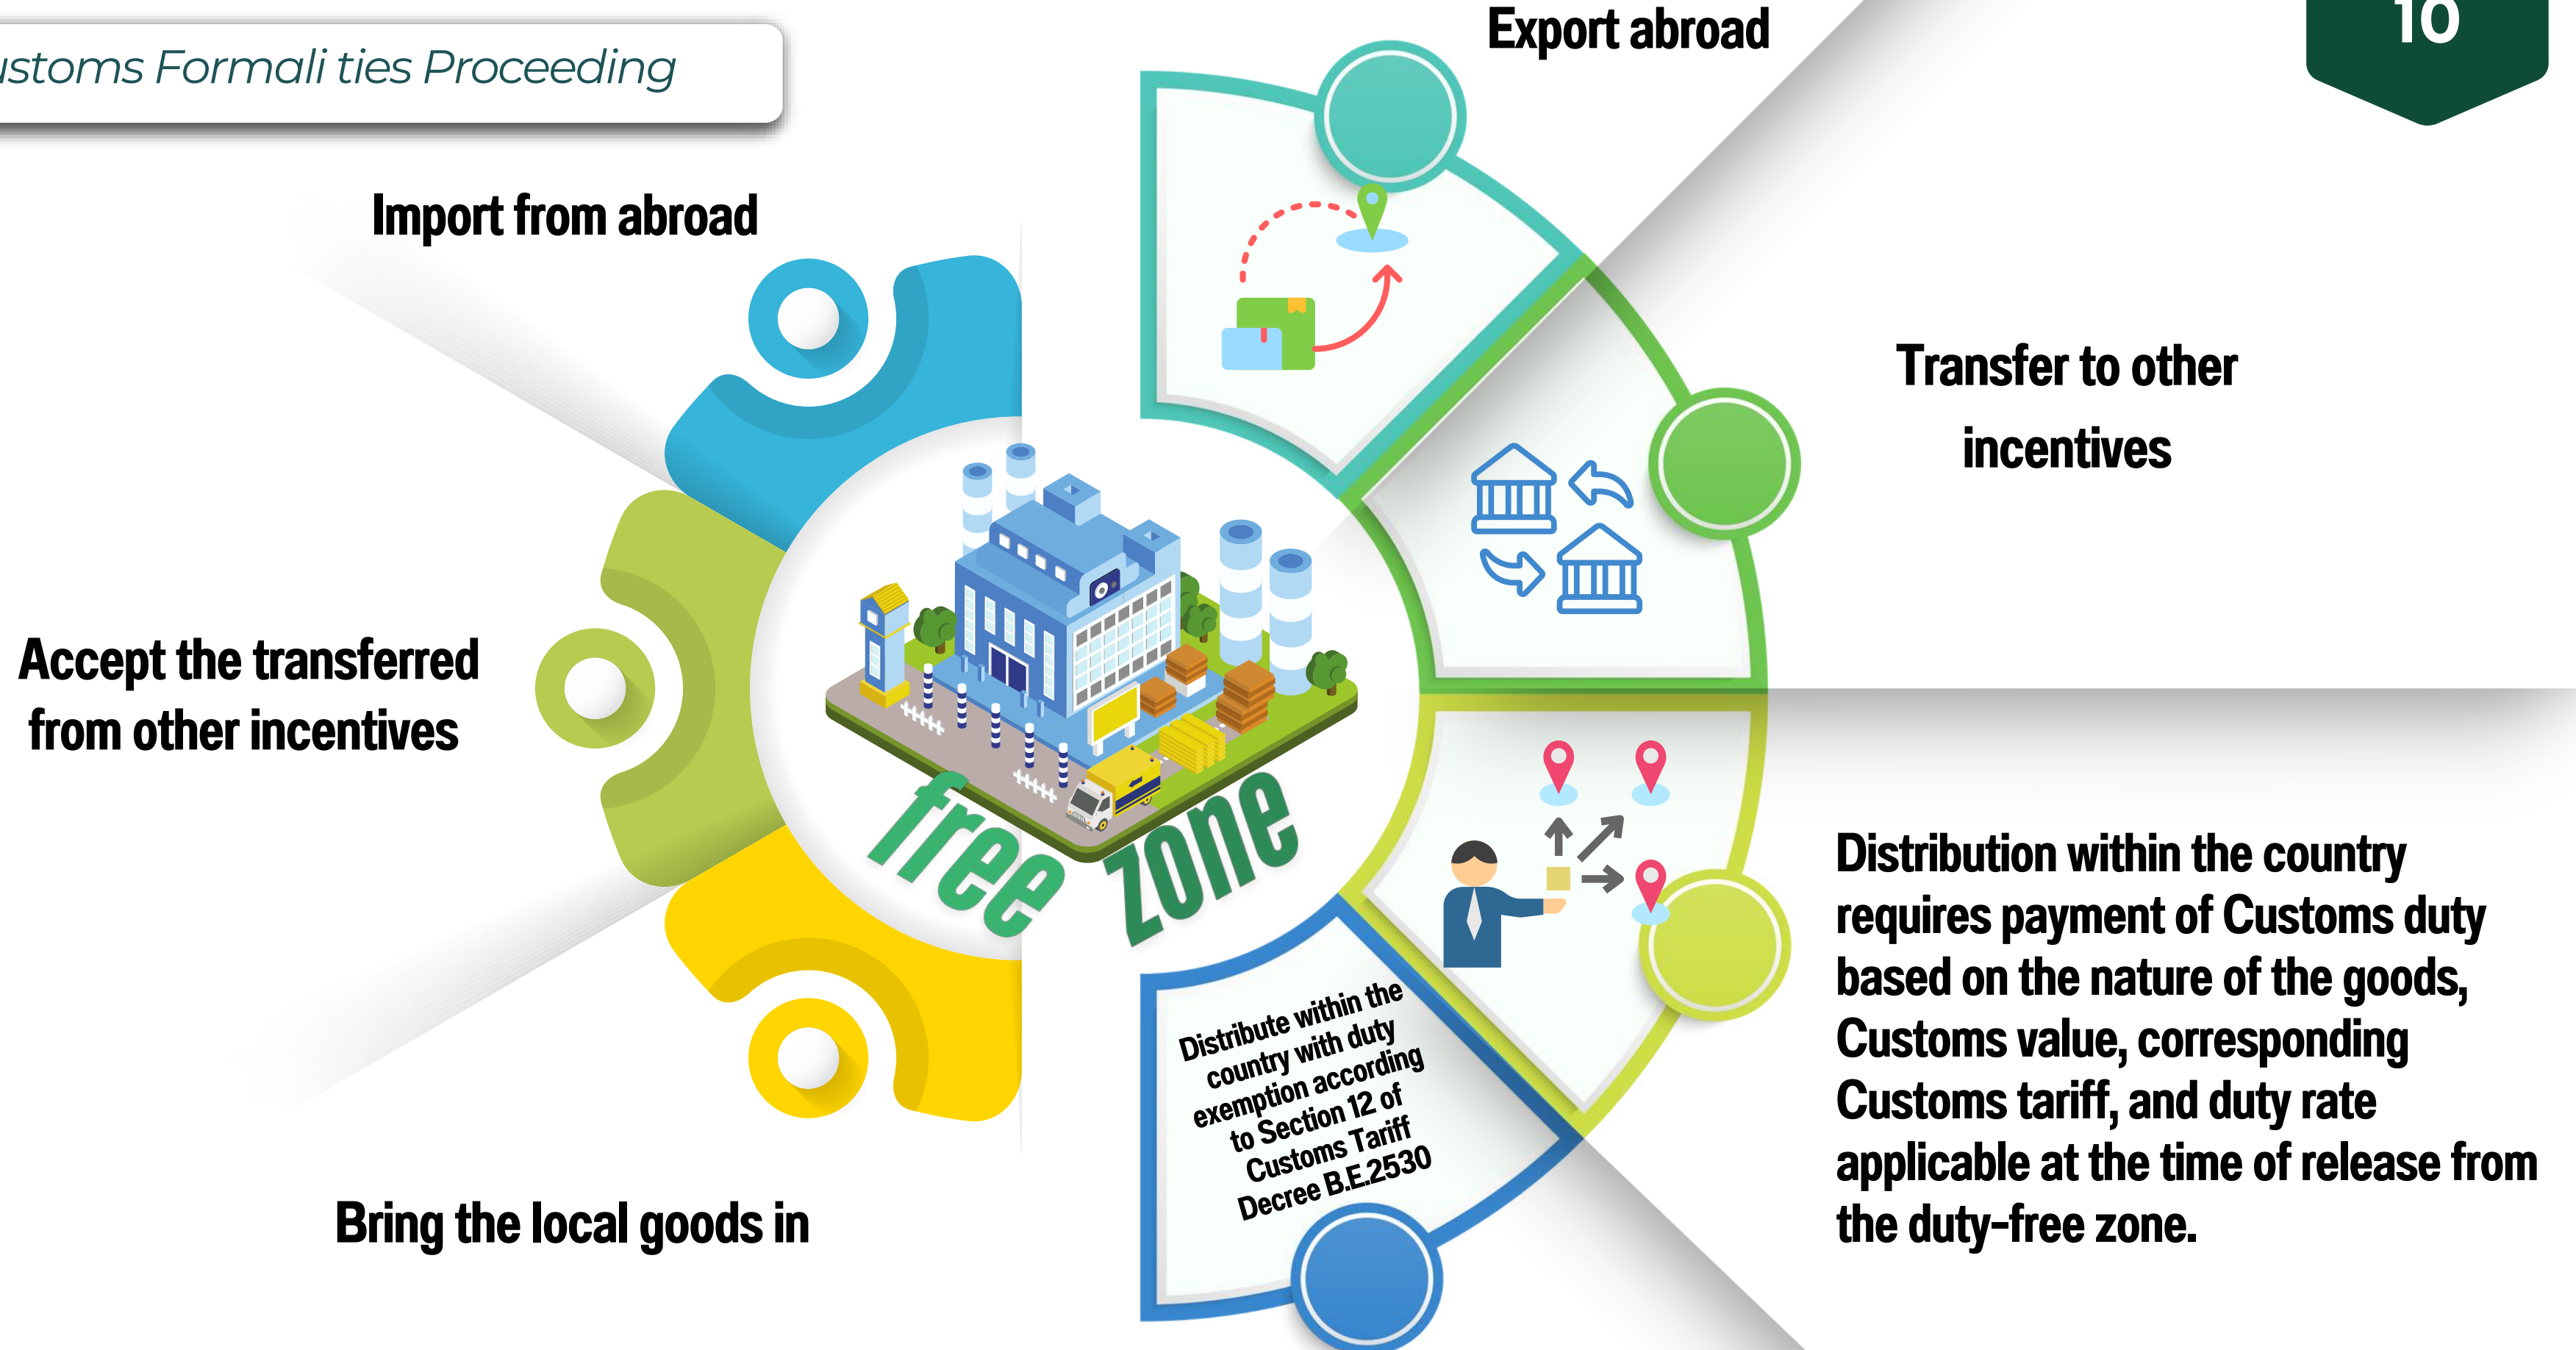 ustoms Formali ties Proceeding
10
Export abroad
Import from abroad
Transfer to other
incentives
Accept the transferred
from other incentives
free zone
Distribution within the country
requires payment of Customs duty
based on the nature of the goods,
Customs value, corresponding
Customs tariff, and duty rate
applicable at the time of release from
the duty-free zone.
Distribute within the
country with duty
exemption according
to Section 12 of
Customs Tariff
Decree B.E.2530
Bring the local goods in